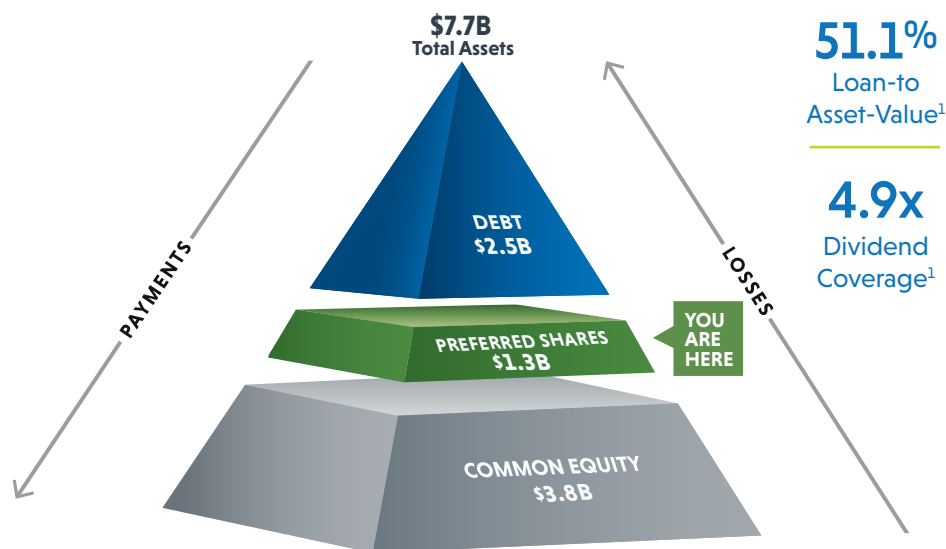 $7.7B
Total Assets
51.1%
Loan-to
Asset-Value¹
4.9x
Dividend
Coverage¹
PAYMENTS
LOSSES
DEBT
$2.5B
PREFERRED SHARES
$1.3B
YOU
ARE
HERE
COMMON EQUITY
$3.8B